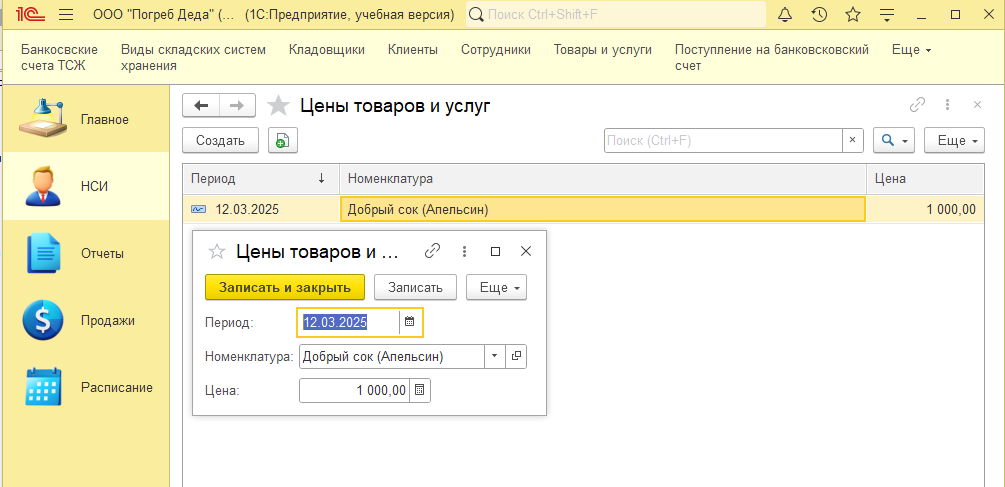 1С ООО "Погреб Деда" (... (1С:Предприятие, учебная версия) Поиск Ctrl+Shift+F
Банкосвские счета ТСЖ
Виды складских систем хранения
Кладовщики
Клиенты
Сотрудники
Товары и услуги
Поступление на банковсковский счет
Еще
Главное
НСИ
Отчеты
Продажи
Расписание
Цены товаров и услуг
Создать Поиск (Ctrl+F) × Еще
Период ↓ Номенклатура Цена
12.03.2025 Добрый сок (Апельсин) 1 000,00
Цены товаров и ...
Записать и закрыть Записать Еще
Период: 12.03.2025
Номенклатура: Добрый сок (Апельсин)
Цена: 1 000,00